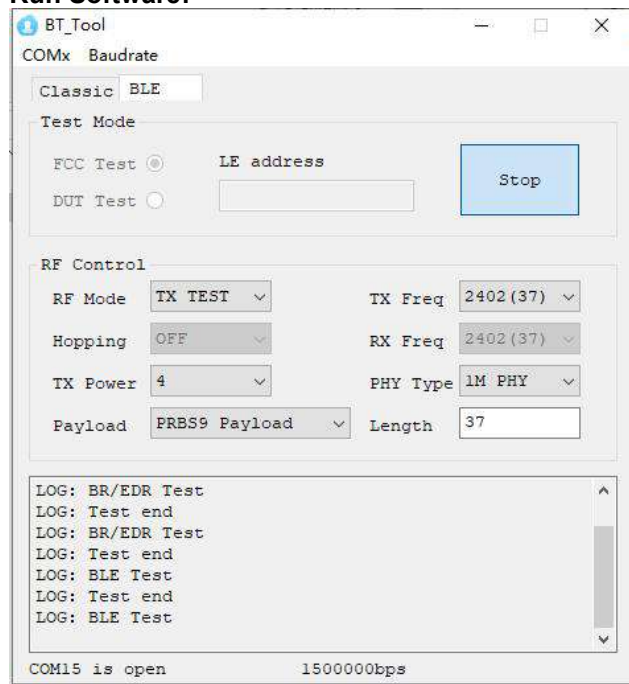 Run Software:
BT_Tool
COMx Baudrate
Classic BLE
Test Mode
FCC Test LE address
DUT Test
Stop
RF Control
RF Mode TX TEST TX Freq 2402(37)
Hopping OFF RX Freq 2402(37)
TX Power 4 PHY Type 1M PHY
Payload PRBS9 Payload Length 37
LOG: BR/EDR Test
LOG: Test end
LOG: BR/EDR Test
LOG: Test end
LOG: BLE Test
LOG: Test end
LOG: BLE Test
COM15 is open 1500000bps